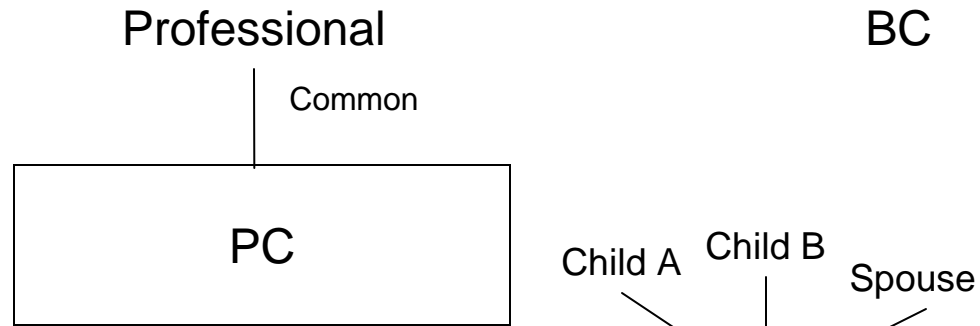 Professional
BC
Common
PC
Child A
Child B
Spouse